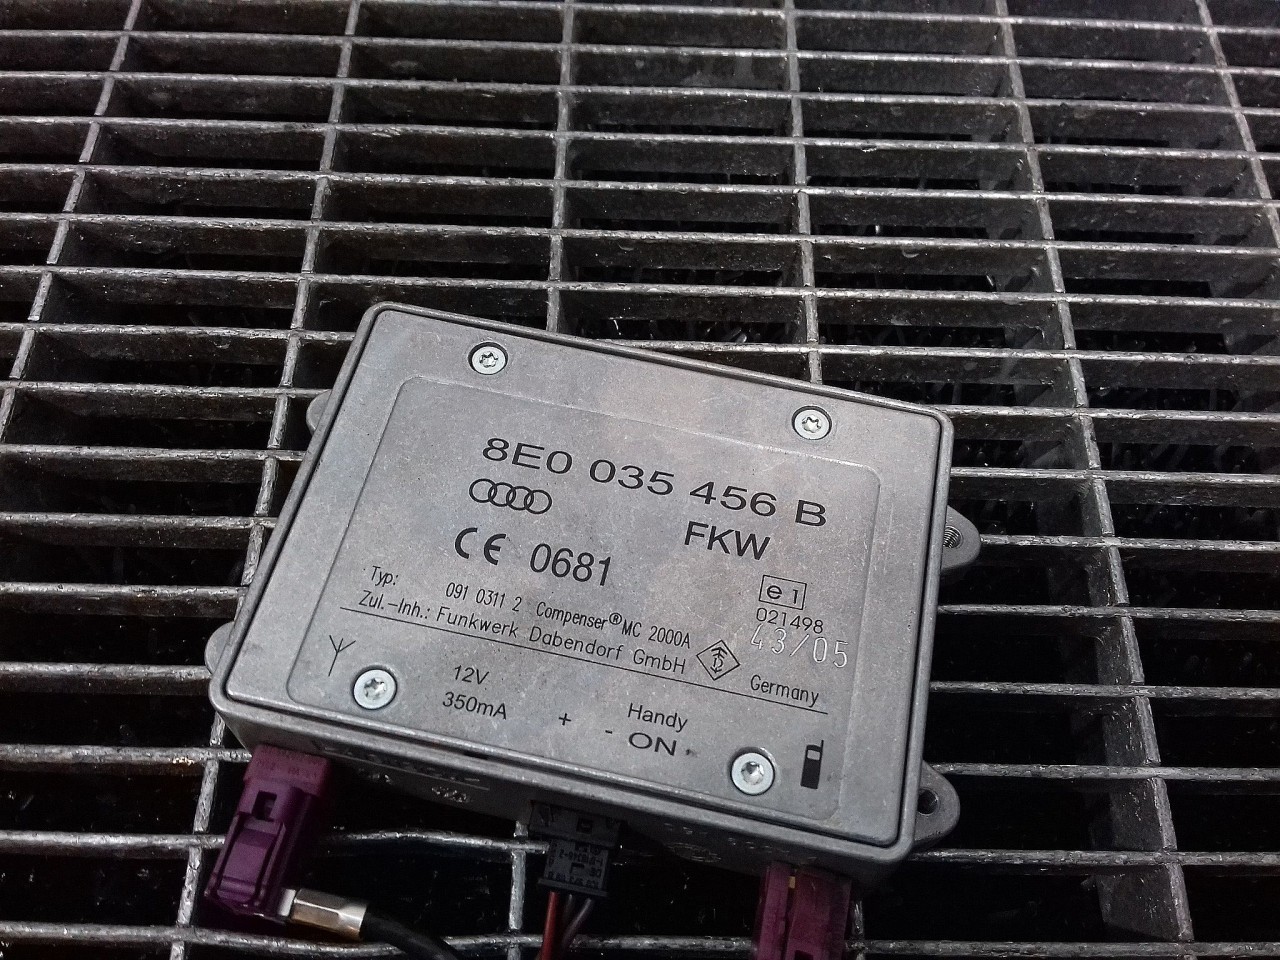 8E0 035 456 B
FKW
CE 0681
e 1
021498
43/05
Typ: 091 0311 2 Compenser® MC 2000A
Zul.-Inh.: Funkwerk Dabendorf GmbH
Germany
12V
350mA
+ -
Handy
ON